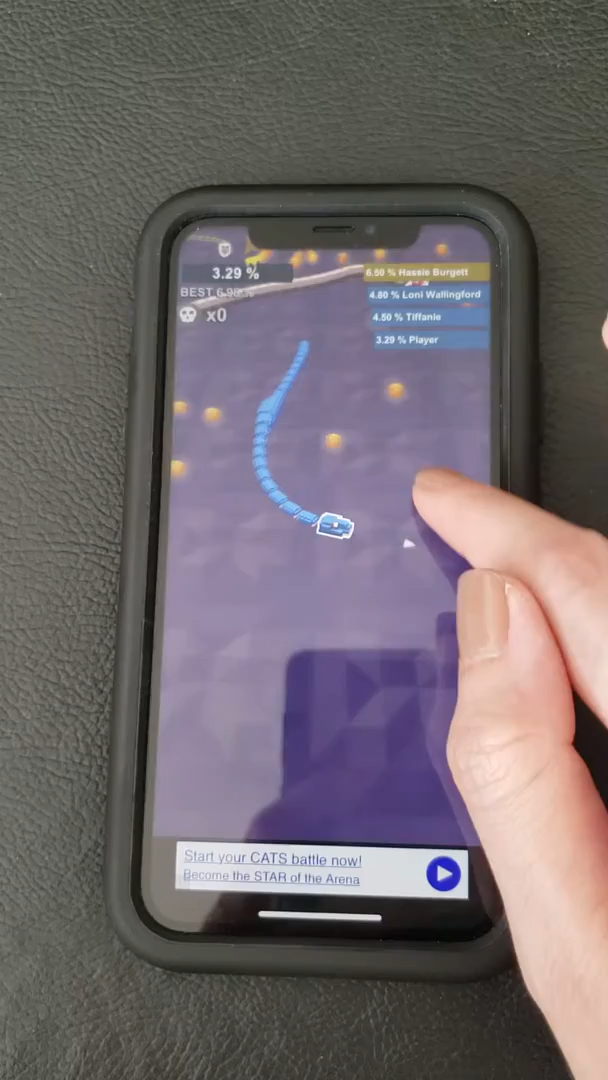 3.29 %
BEST
x0
6.50 % Hassie Burgett
4.80 % Loni Wallingford
4.50 % Tiffanie
3.29 % Player
Start your CATS battle now!
Become the STAR of the Arena